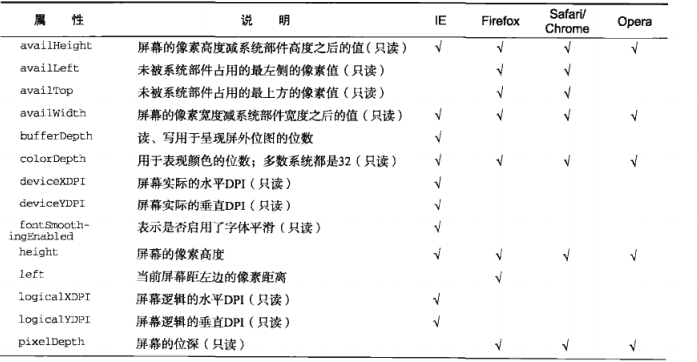 属 性 说 明 IE Firefox Safari/ Chrome Opera
availHeight 屏幕的像素高度减系统部件高度之后的值(只读) √ √ √ √
availLeft 未被系统部件占用的最左侧的像素值(只读) √ √
availTop 未被系统部件占用的最上方的像素值(只读) √ √
availWidth 屏幕的像素宽度减系统部件宽度之后的值(只读) √ √ √ √
bufferDepth 读、写用于呈现屏外位图的位数 √
colorDepth 用于表现颜色的位数;多数系统都是32(只读) √ √ √ √
deviceXDPI 屏幕实际的水平DPI(只读) √
deviceYDPI 屏幕实际的垂直DPI(只读) √
fontSmooth- 表示是否启用了字体平滑(只读) √
ingEnabled
height 屏幕的像素高度 √ √ √ √
left 当前屏幕距左边的像素距离 √
logicalXDPI 屏幕逻辑的水平DPI(只读) √
logicalYDPI 屏幕逻辑的垂直DPI(只读) √
pixelDepth 屏幕的位深(只读) √ √ √